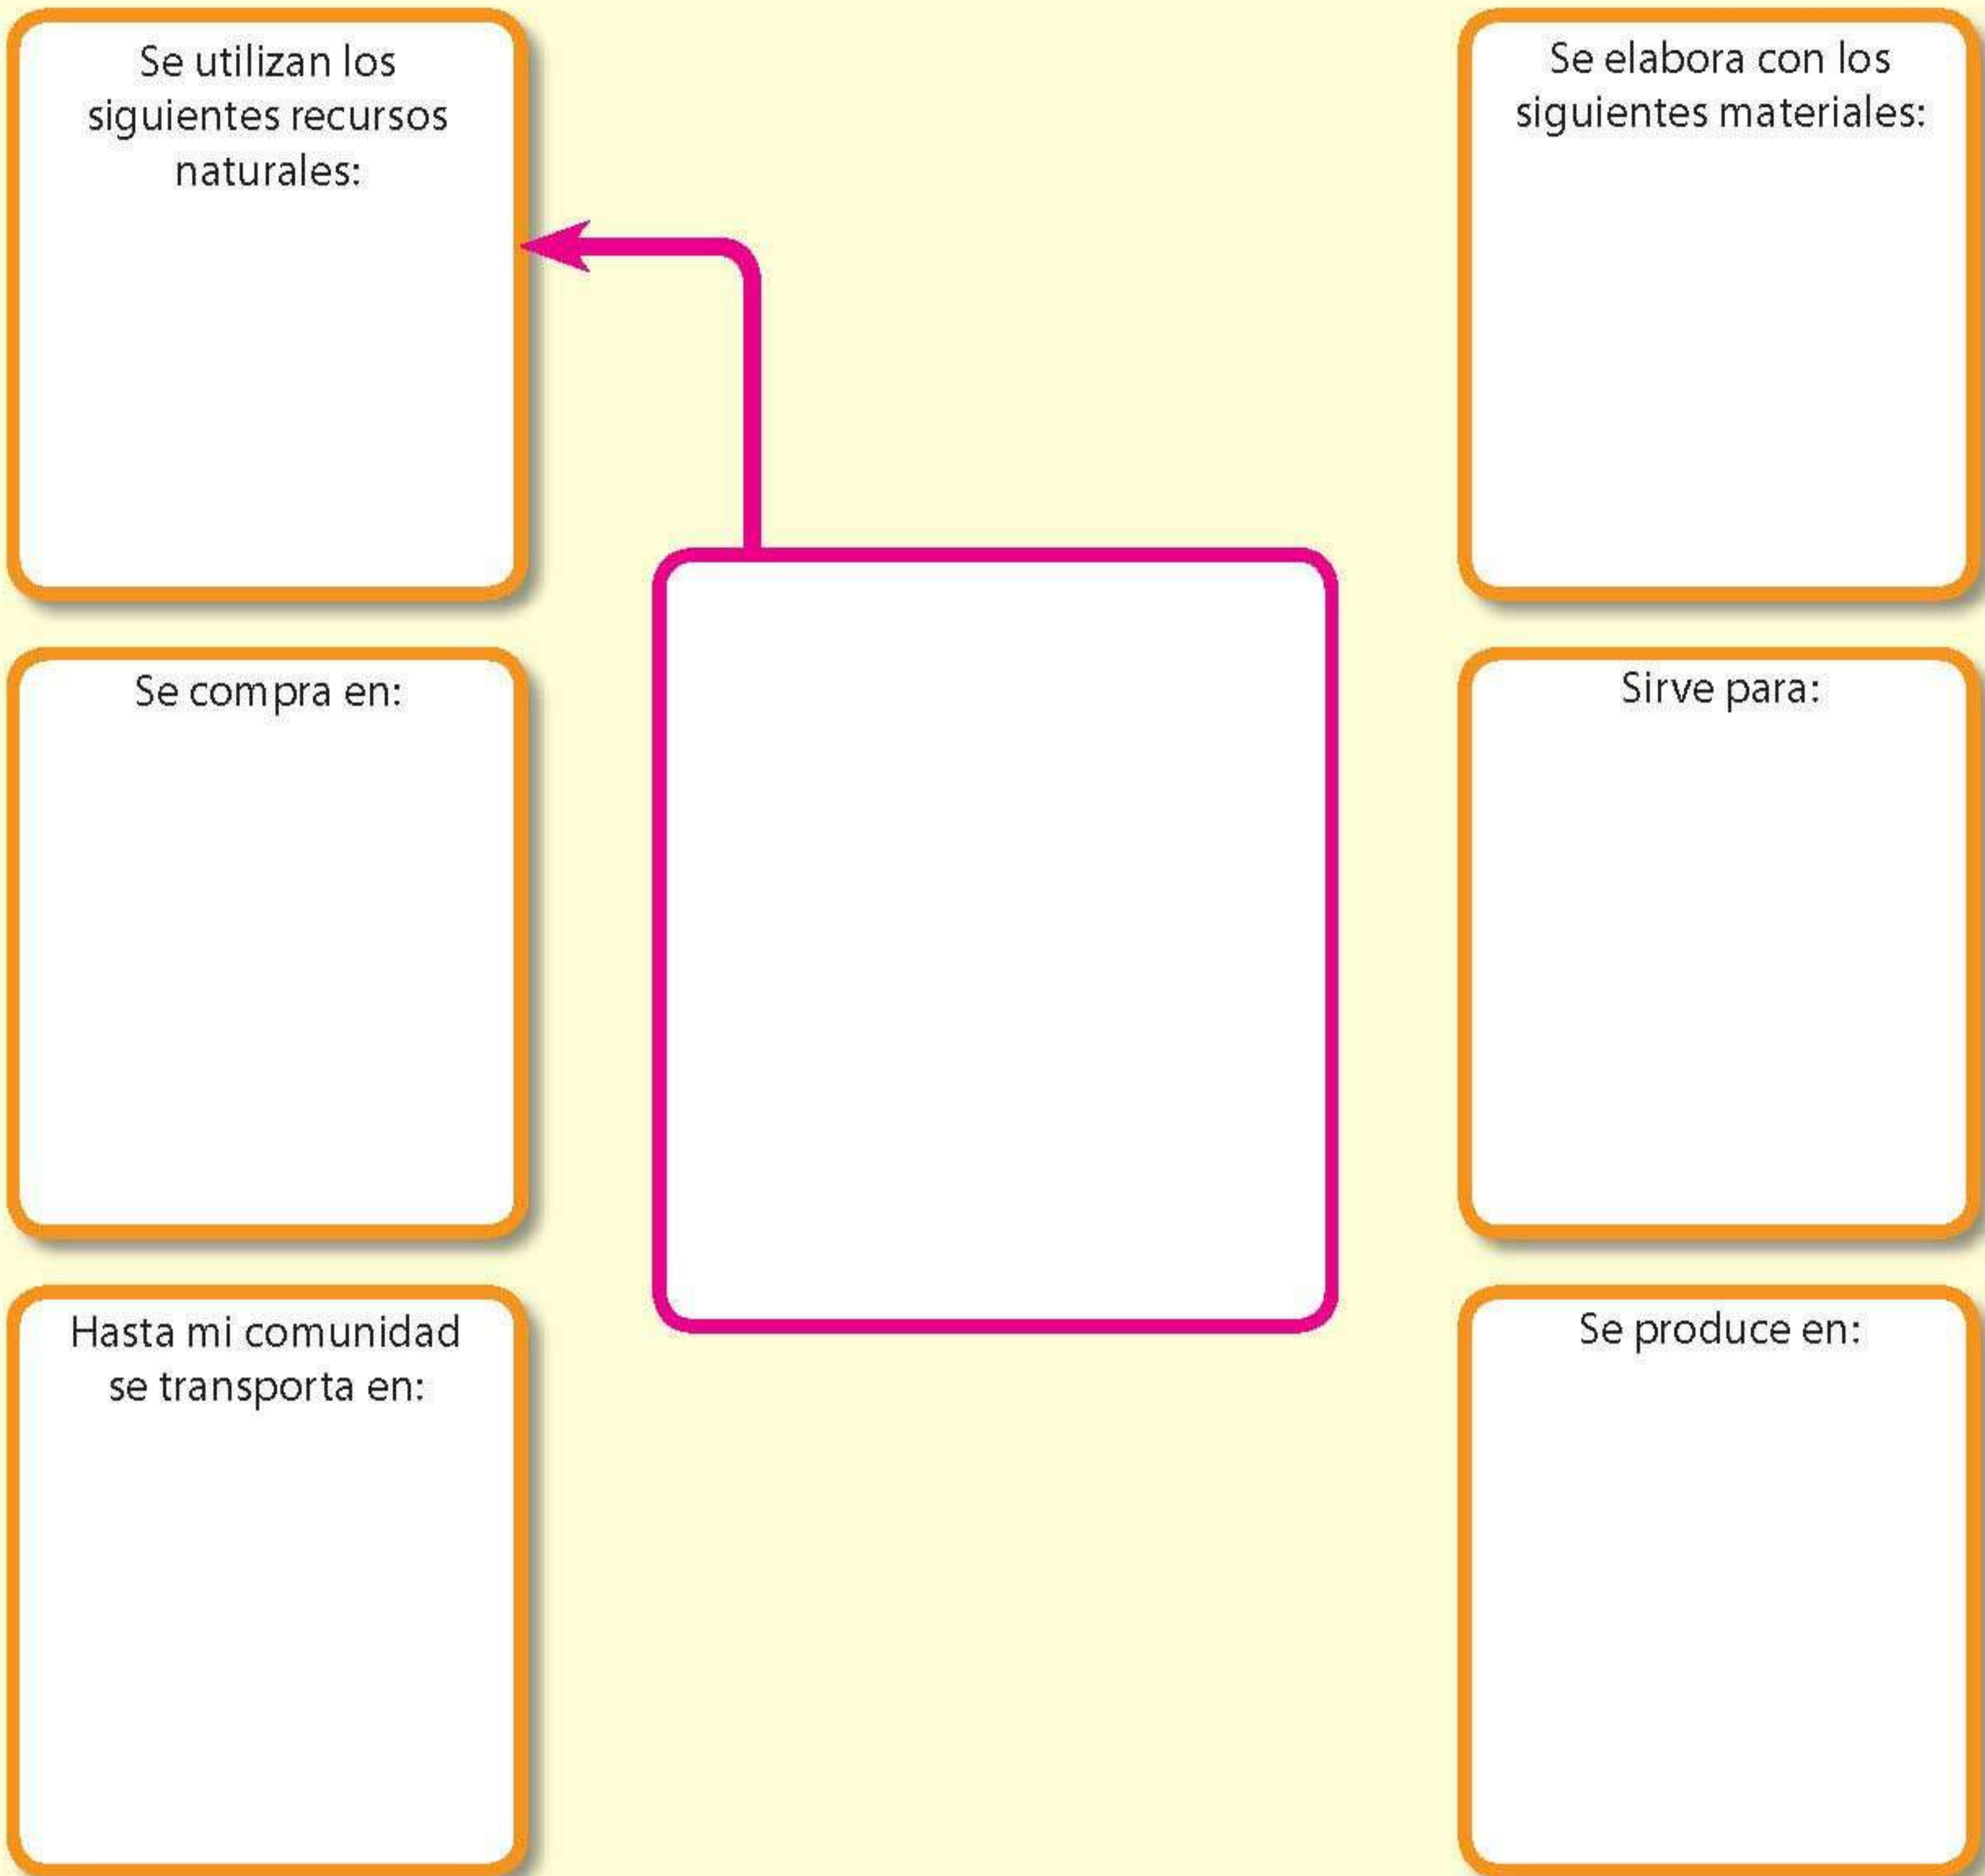 Se utilizan los
siguientes recursos
naturales:
Se elabora con los
siguientes materiales:
Se compra en:
Sirve para:
Hasta mi comunidad
se transporta en:
Se produce en: